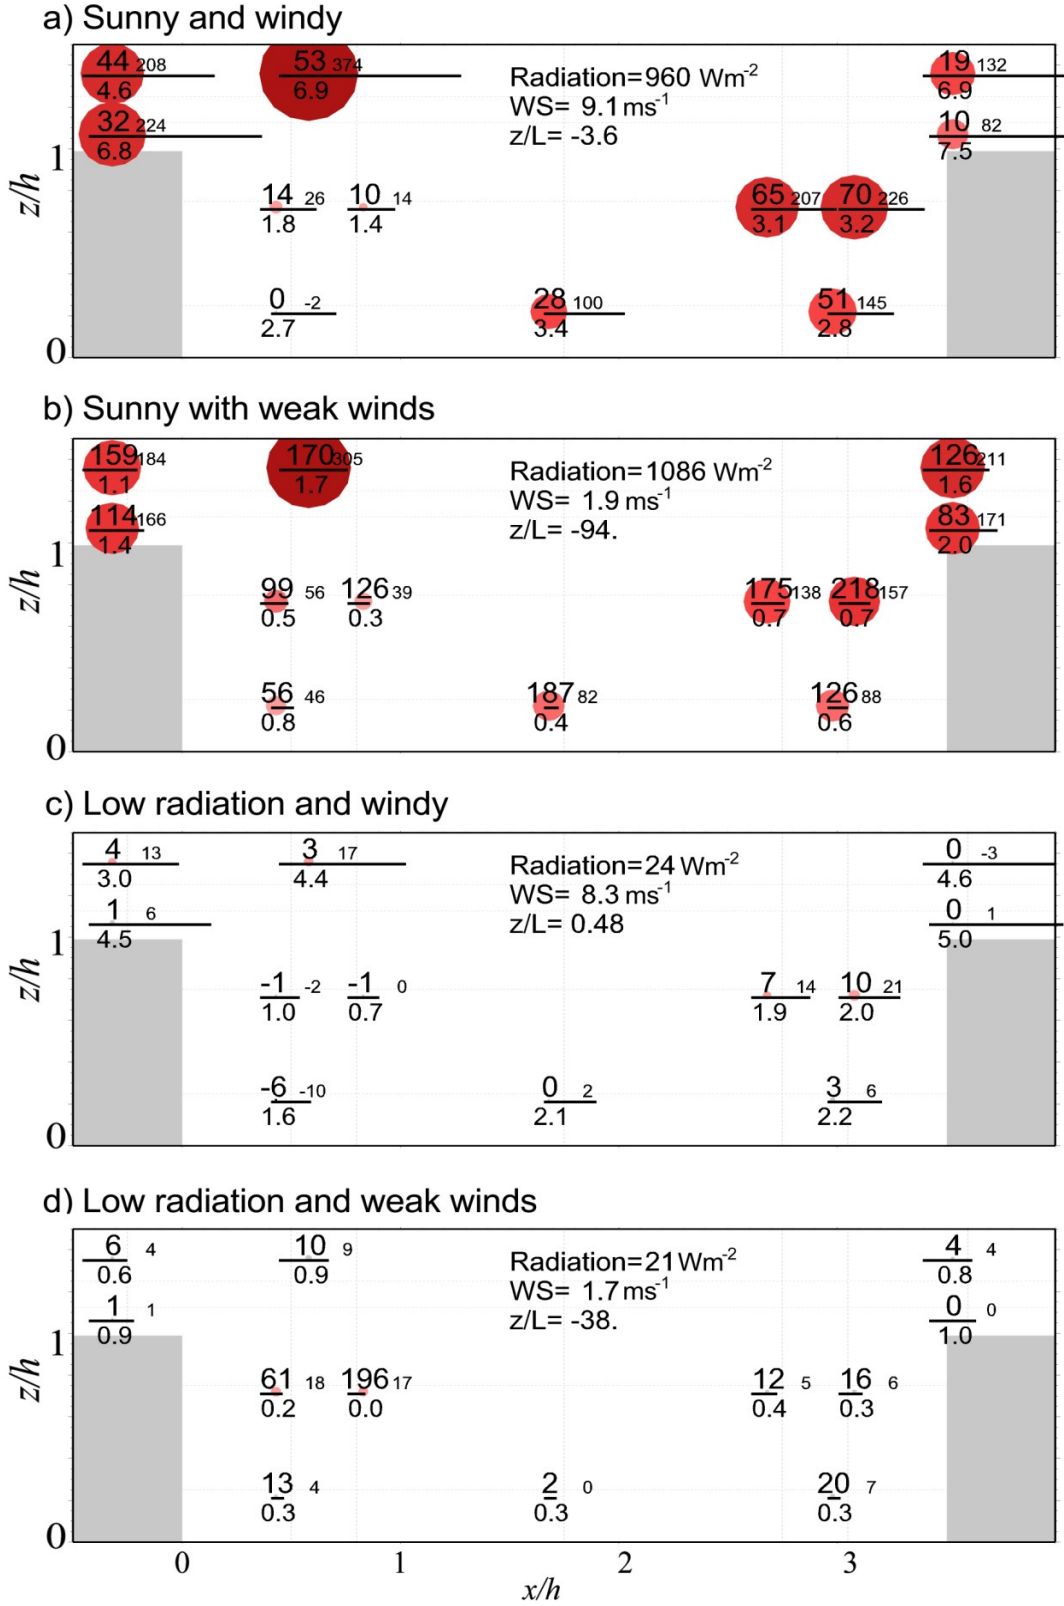 a) Sunny and windy
44 208 53 374 19 132
4.6 6.9 6.9
Radiation=960 Wm-2
WS= 9.1 ms-1
z/L= -3.6
32 224 10 82
6.8 7.5
1
z/h
14 26 10 14 65 207 70 226
1.8 1.4 3.1 3.2
0 -2 28 100 51 145
2.7 3.4 2.8
0
b) Sunny with weak winds
159 184 170 305 126 211
1.1 1.7 1.6
Radiation=1086 Wm-2
WS= 1.9 ms-1
z/L= -94.
114 166 83 171
1.4 2.0
1
z/h
99 56 126 39 175 138 218 157
0.5 0.3 0.7 0.7
56 46 187 82 126 88
0.8 0.4 0.6
0
c) Low radiation and windy
4 13 3 17 0 -3
3.0 4.4 4.6
Radiation=24 Wm-2
WS= 8.3 ms-1
z/L= 0.48
1 6 0 1
4.5 5.0
1
z/h
-1 -2 -1 0 7 14 10 21
1.0 0.7 1.9 2.0
-6 -10 0 2 3 6
1.6 2.1 2.2
0
d) Low radiation and weak winds
6 4 10 9 4 4
0.6 0.9 0.8
Radiation=21 Wm-2
WS= 1.7 ms-1
z/L= -38.
1 1 0 0
0.9 1.0
1
z/h
61 18 196 17 12 5 16 6
0.2 0.0 0.4 0.3
13 4 2 0 20 7
0.3 0.3 0.3
0
0 1 2 3
x/h